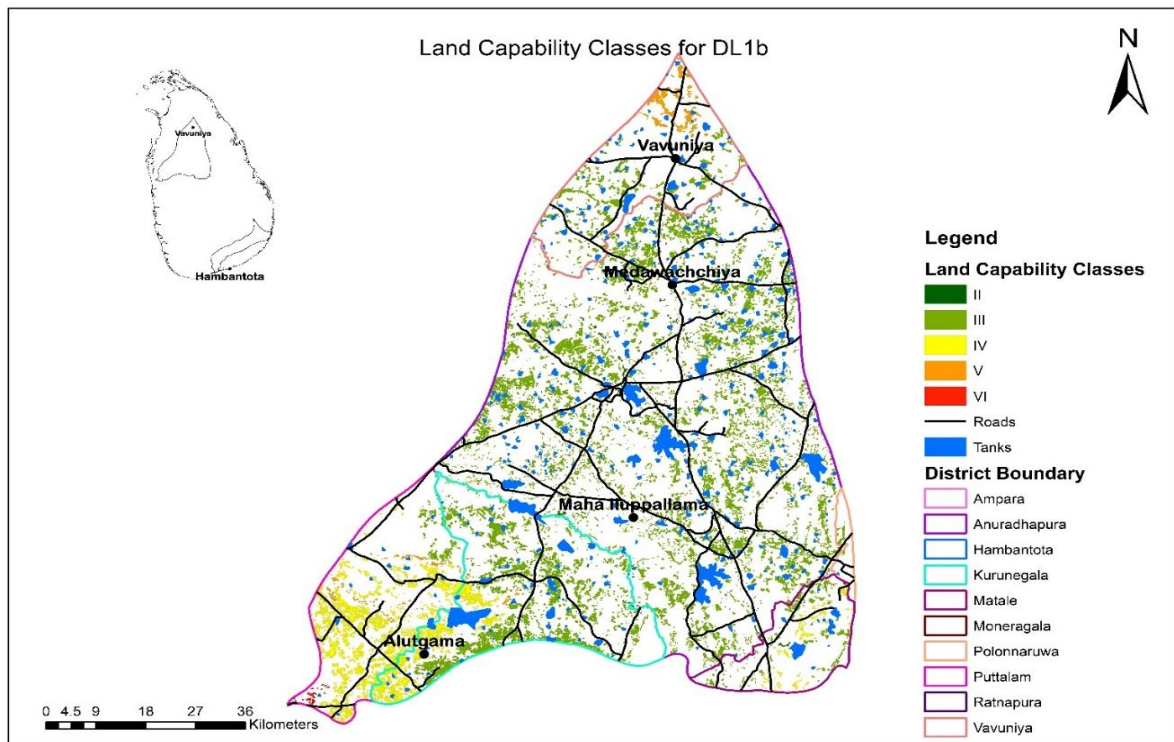 Land Capability Classes for DL1b
N
Vavuniya
Hambantota
Vavuniya
Medawachchiya
Maha Iluppallama
Alutgama
0 4.5 9 18 27 36
Kilometers
Legend
Land Capability Classes
II
III
IV
V
VI
Roads
Tanks
District Boundary
Ampara
Anuradhapura
Hambantota
Kurunegala
Matale
Moneragala
Polonnaruwa
Puttalam
Ratnapura
Vavuniya